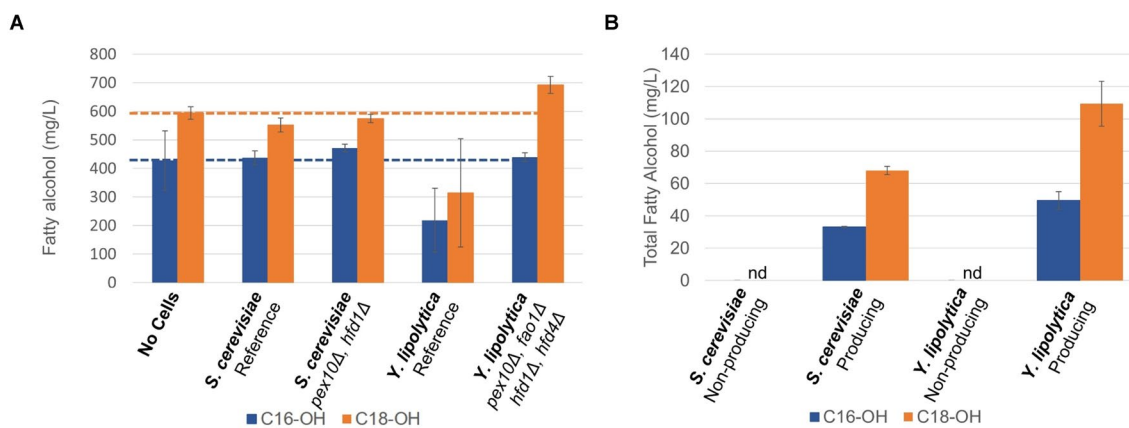 A
Fatty alcohol (mg/L)
800
700
600
500
400
300
200
100
0
No Cells
S. cerevisiae
Reference
S. cerevisiae
pex10Δ, hfd1Δ
Y. lipolytica
Reference
Y. lipolytica
pex10Δ, fao1Δ
hfd1Δ, hfd4Δ
C16-OH C18-OH
B
Total Fatty Alcohol (mg/L)
140
120
100
80
60
40
20
0
nd
nd
S. cerevisiae
Non-producing
S. cerevisiae
Producing
Y. lipolytica
Non-producing
Y. lipolytica
Producing
C16-OH C18-OH